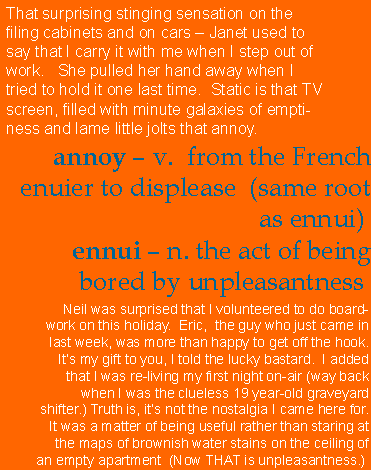 That surprising stinging sensation on the
filing cabinets and on cars – Janet used to
say that I carry it with me when I step out of
work.   She pulled her hand away when I
tried to hold it one last time.  Static is that TV
screen, filled with minute galaxies of empti-
ness and lame little jolts that annoy.
annoy – v.  from the French
enuier to displease  (same root
as ennui)
ennui – n. the act of being
bored by unpleasantness
Neil was surprised that I volunteered to do board-
work on this holiday.  Eric,  the guy who just came in
last week, was more than happy to get off the hook.
It's my gift to you, I told the lucky bastard.  I added
that I was re-living my first night on-air (way back
when I was the clueless 19 year-old graveyard
shifter.) Truth is, it's not the nostalgia I came here for.
It was a matter of being useful rather than staring at
the maps of brownish water stains on the ceiling of
an empty apartment  (Now THAT is unpleasantness.)